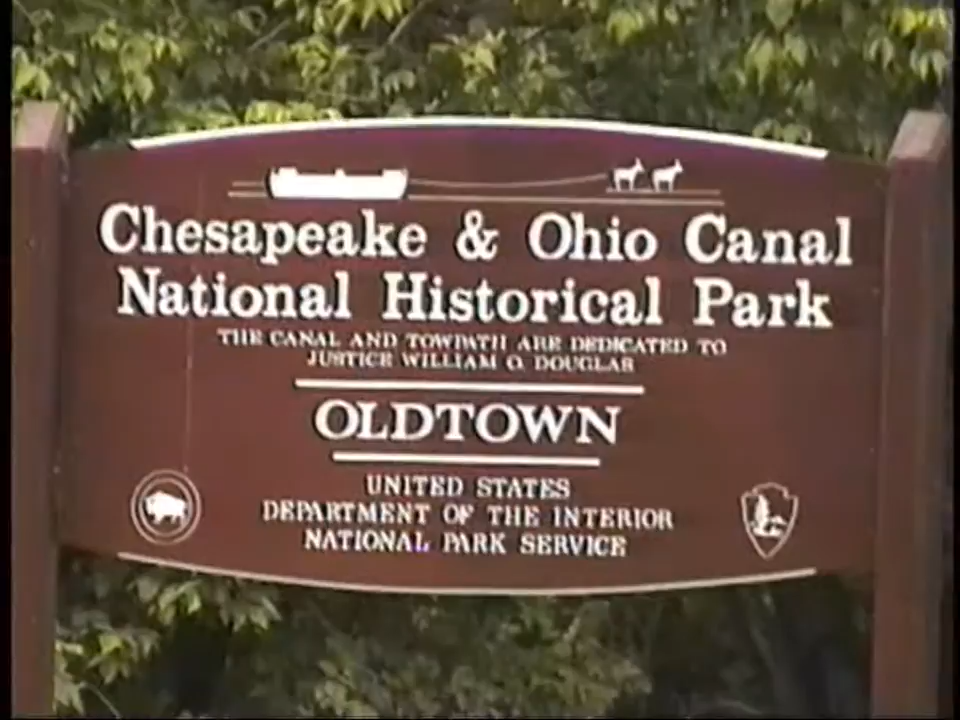 Chesapeake & Ohio Canal
National Historical Park
THE CANAL AND TOWPATH ARE DEDICATED TO
JUSTICE WILLIAM O. DOUGLAS
OLDTOWN
UNITED STATES
DEPARTMENT OF THE INTERIOR
NATIONAL PARK SERVICE